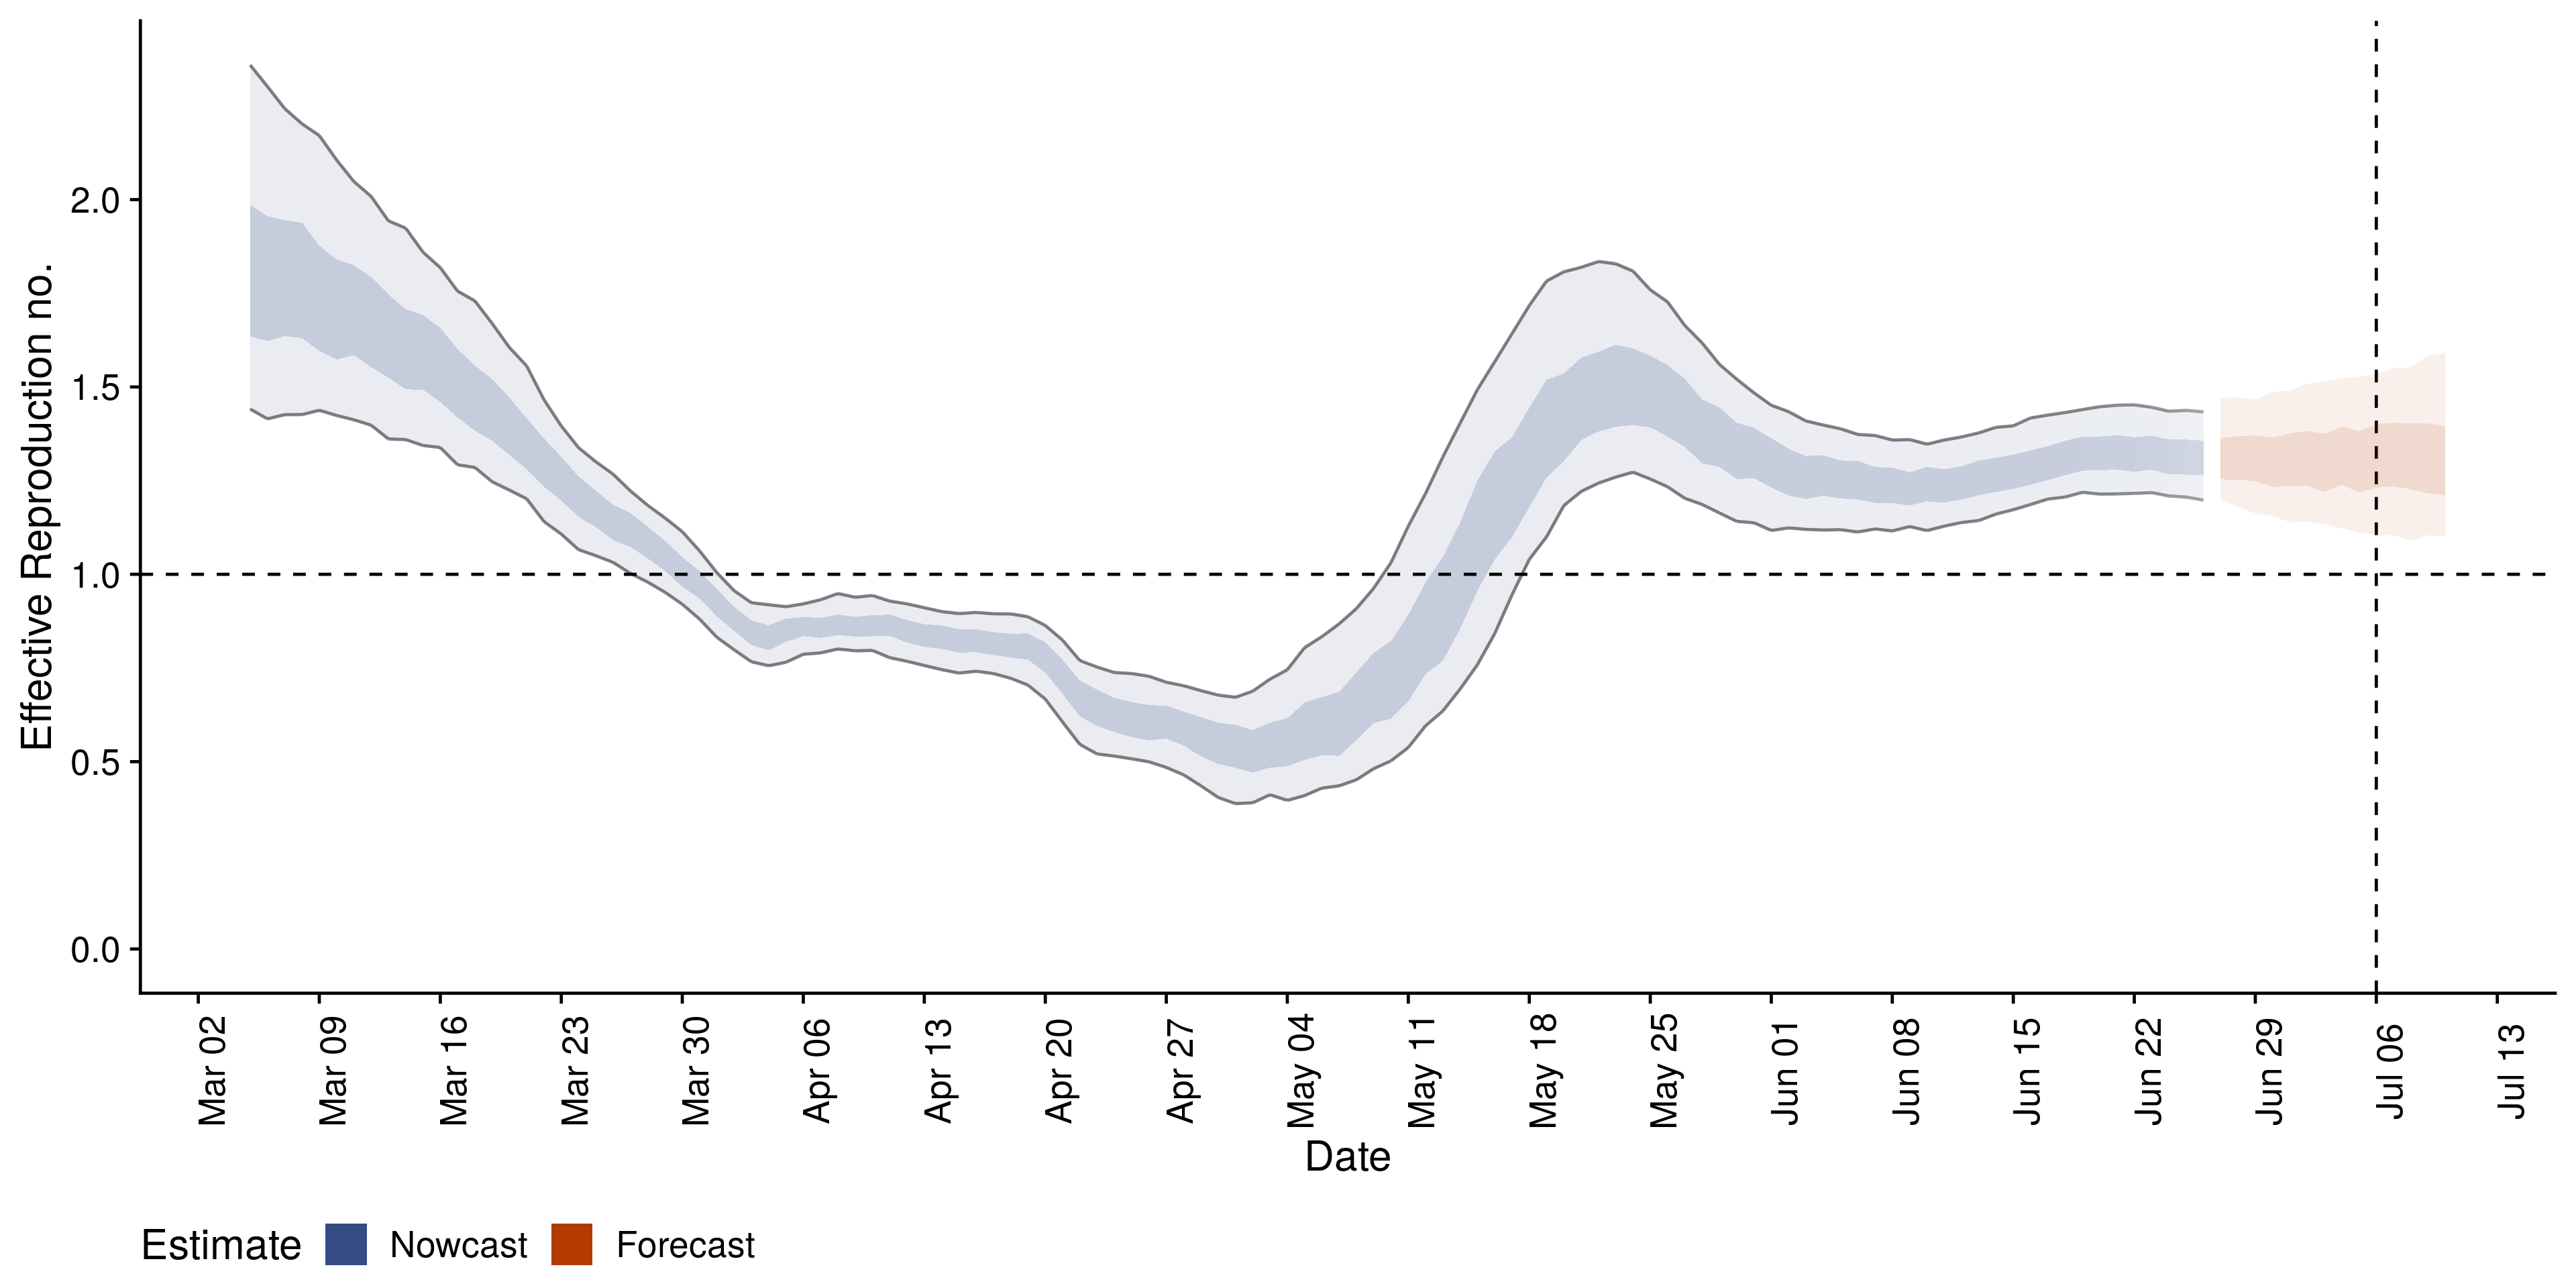 Effective Reproduction no.
2.0
1.5
1.0
0.5
0.0
Mar 02
Mar 09
Mar 16
Mar 23
Mar 30
Apr 06
Apr 13
Apr 20
Apr 27
May 04
May 11
May 18
May 25
Jun 01
Jun 08
Jun 15
Jun 22
Jun 29
Jul 06
Jul 13
Date
Estimate Nowcast Forecast